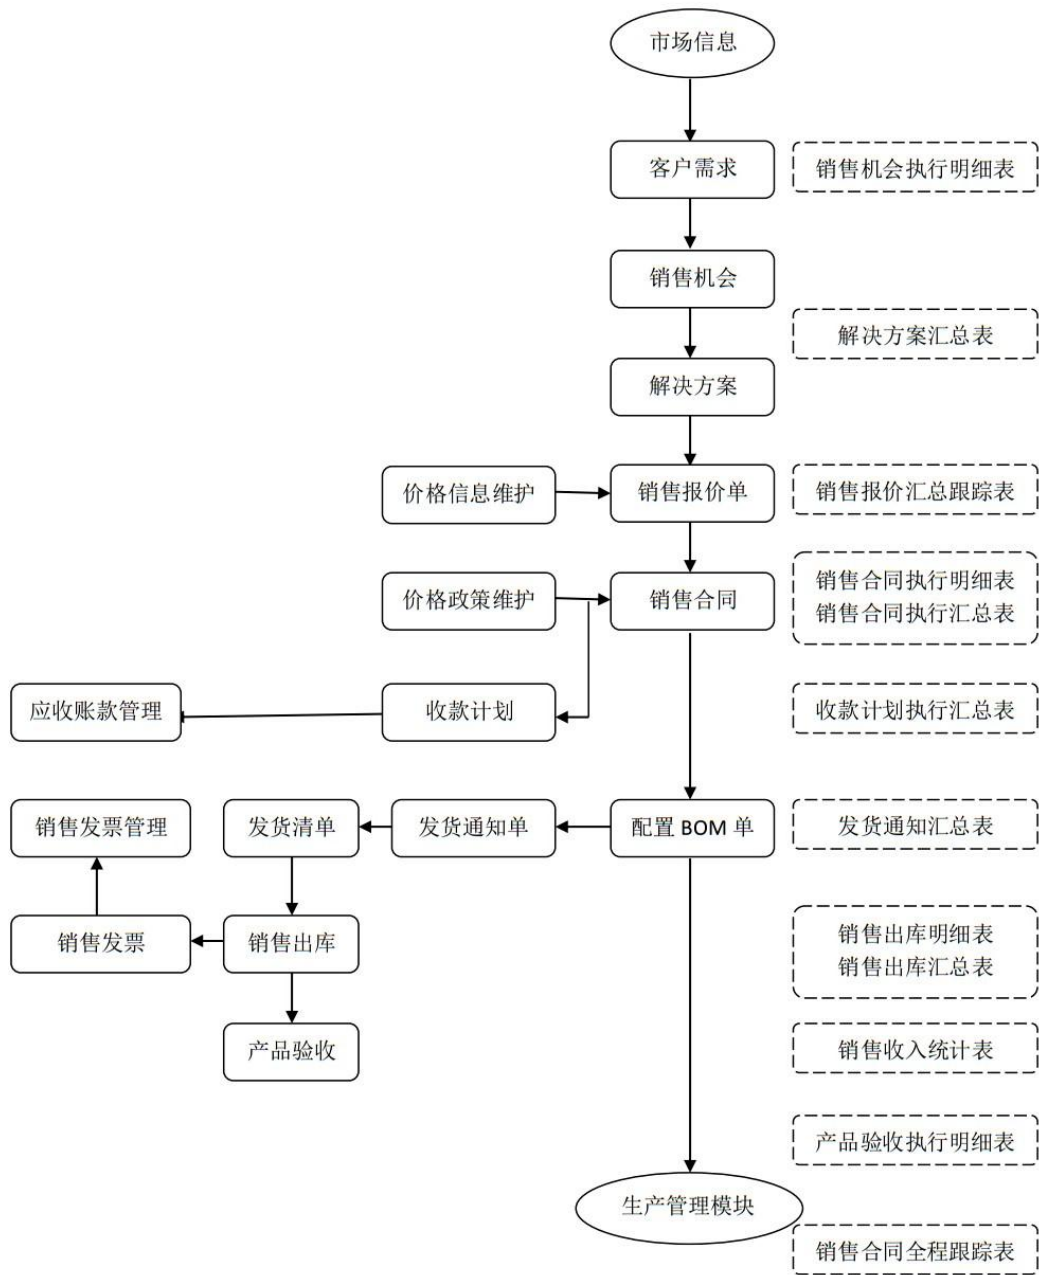 市场信息
客户需求
销售机会执行明细表
销售机会
解决方案汇总表
解决方案
价格信息维护
销售报价单
销售报价汇总跟踪表
价格政策维护
销售合同
销售合同执行明细表
销售合同执行汇总表
应收账款管理
收款计划
收款计划执行汇总表
销售发票管理
发货清单
发货通知单
配置 BOM 单
发货通知汇总表
销售发票
销售出库
销售出库明细表
销售出库汇总表
产品验收
销售收入统计表
产品验收执行明细表
生产管理模块
销售合同全程跟踪表